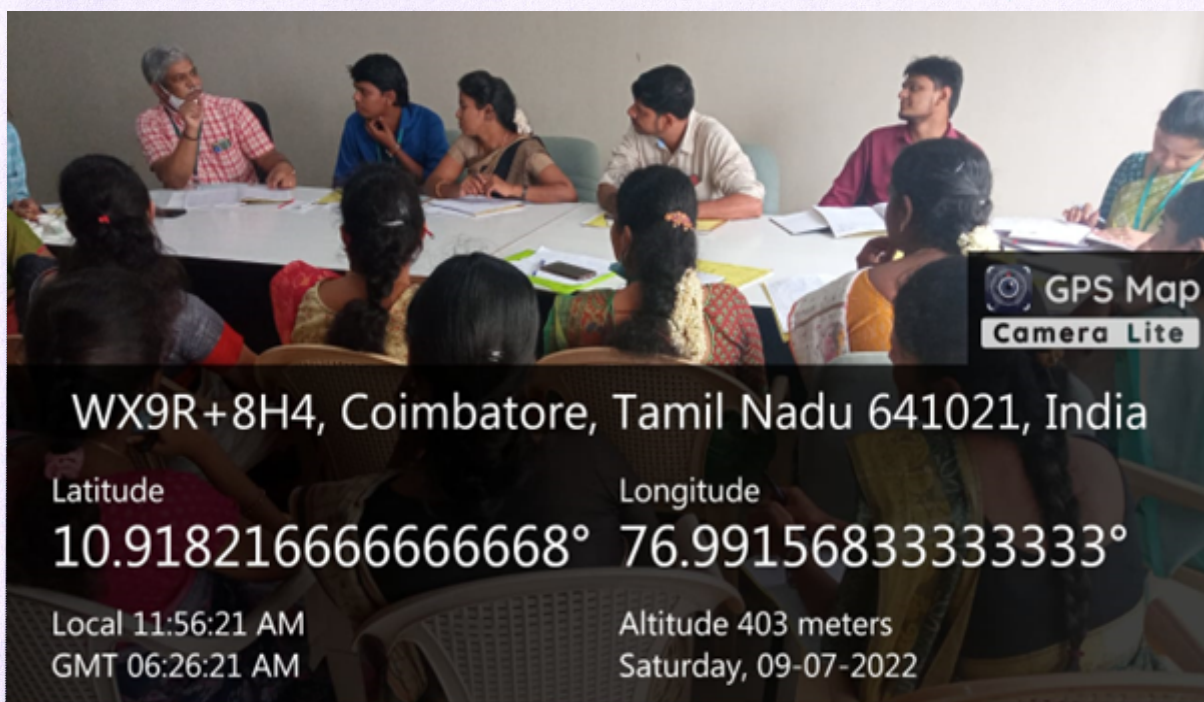 GPS Map
Camera Lite
WX9R+8H4, Coimbatore, Tamil Nadu 641021, India
Latitude
10.918216666666668°
Longitude
76.99156833333333°
Local 11:56:21 AM
GMT 06:26:21 AM
Altitude 403 meters
Saturday, 09-07-2022